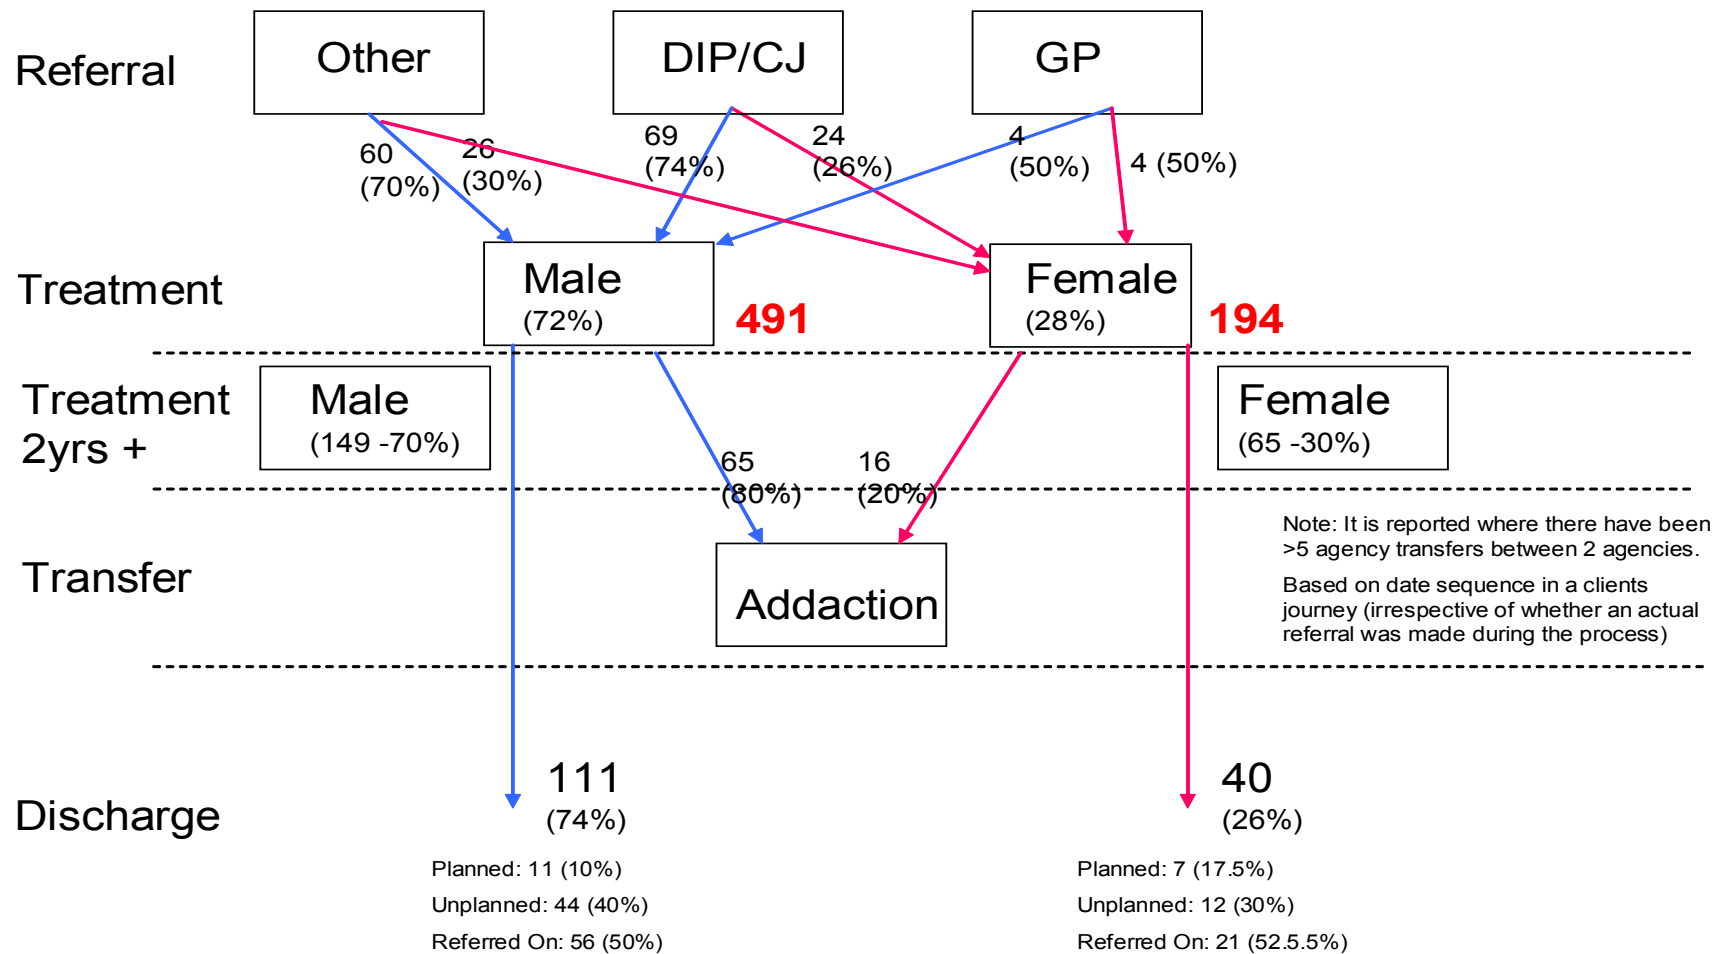 Referral
Other
DIP/CJ
GP
60
(70%)
26
(30%)
69
(74%)
24
(26%)
4
(50%)
4 (50%)
Treatment
Male
(72%)
491
Female
(28%)
194
Treatment
2yrs +
Male
(149 -70%)
Female
(65 -30%)
65
(80%)
16
(20%)
Transfer
Addaction
Note: It is reported where there have been
>5 agency transfers between 2 agencies.
Based on date sequence in a clients
journey (irrespective of whether an actual
referral was made during the process)
Discharge
111
(74%)
Planned: 11 (10%)
Unplanned: 44 (40%)
Referred On: 56 (50%)
40
(26%)
Planned: 7 (17.5%)
Unplanned: 12 (30%)
Referred On: 21 (52.5.5%)